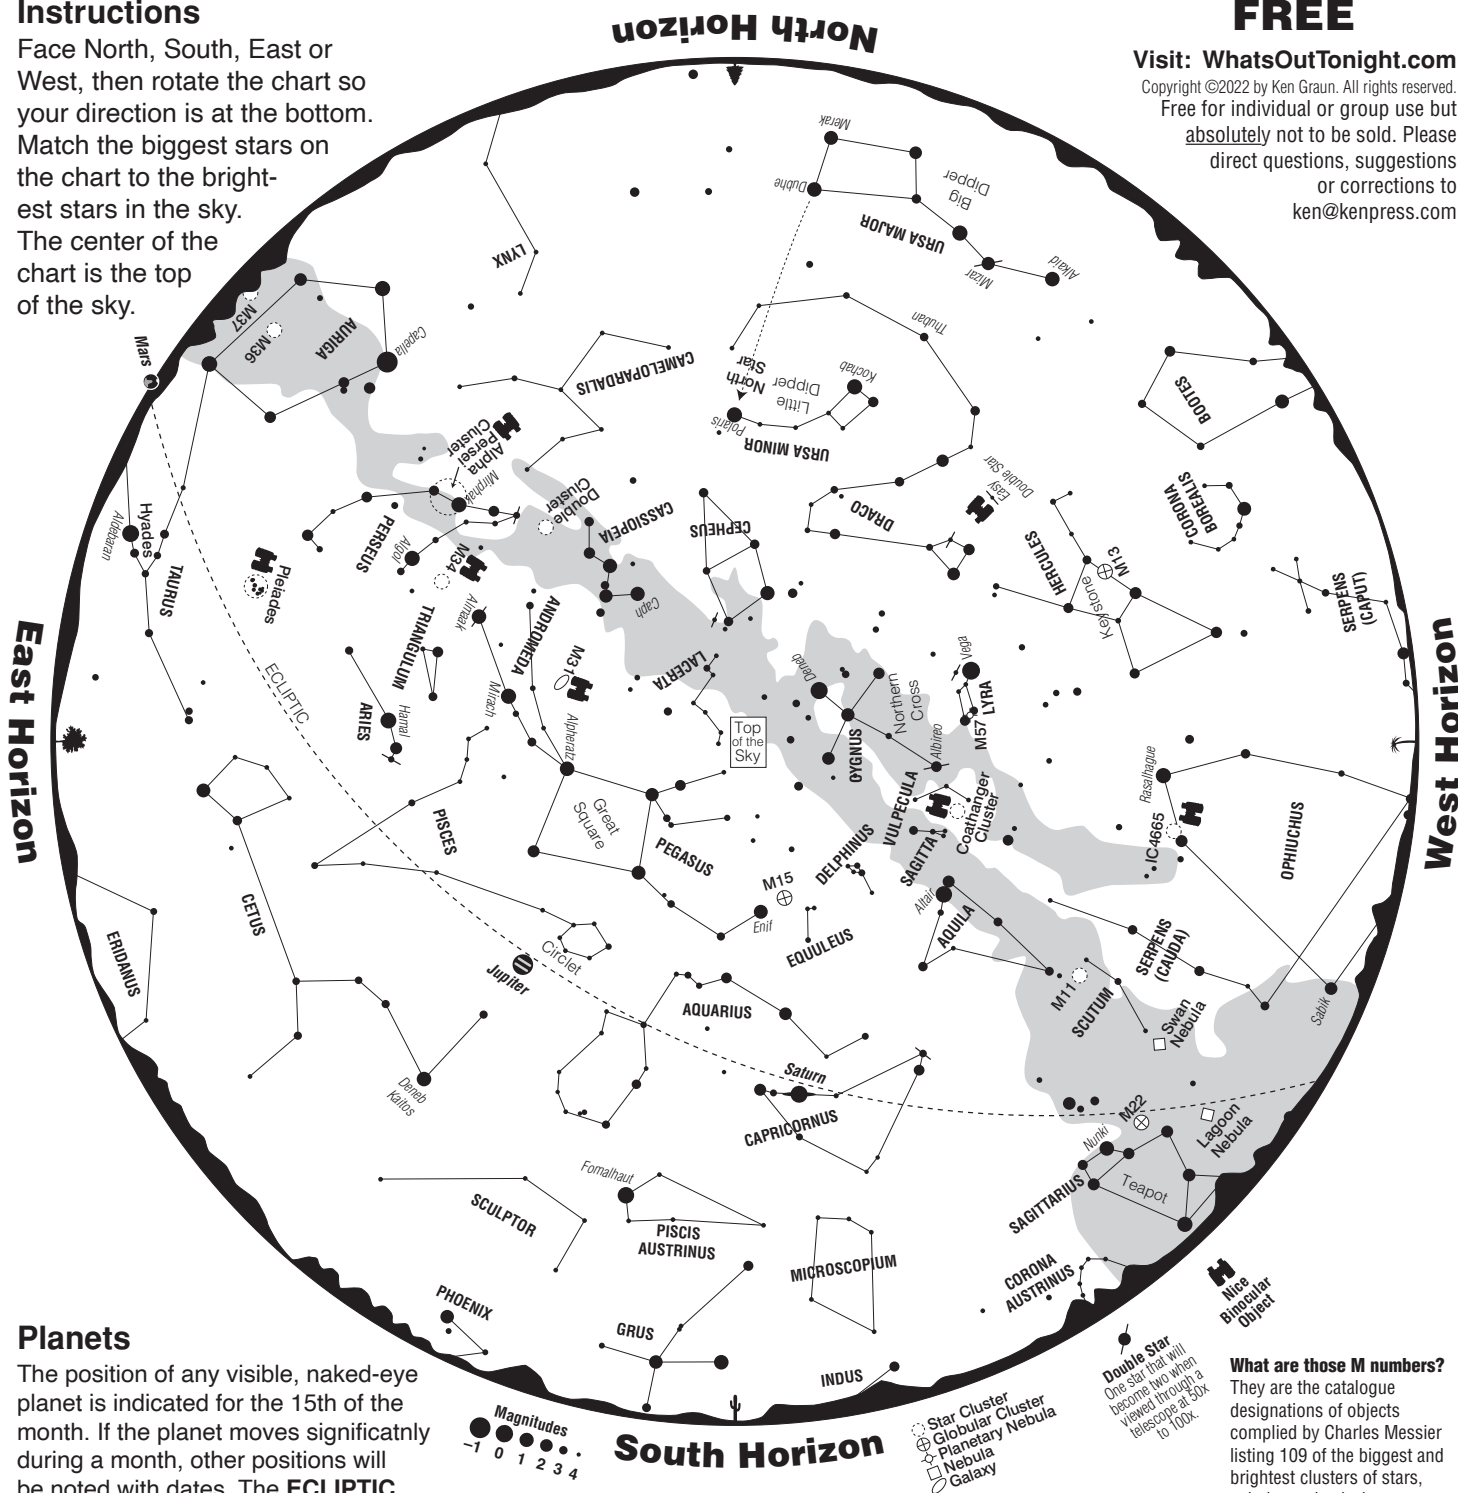 Instructions
Face North, South, East or
West, then rotate the chart so
your direction is at the bottom.
Match the biggest stars on
the chart to the bright-
est stars in the sky.
The center of the
chart is the top
of the sky.
North Horizon
FREE
Visit: WhatsOutTonight.com
Copyright ©2022 by Ken Graun. All rights reserved.
Free for individual or group use but
absolutely not to be sold. Please
direct questions, suggestions
or corrections to
ken@kenpress.com
Merak
Dubhe
Big
Dipper
URSA MAJOR
Mizar
Alkaid
LYNX
M37
M36
AURIGA
Capella
Mars
CAMELOPARDALIS
North
Star
Polaris
Little
Dipper
Kochab
URSA MINOR
Thuban
BOOTES
Alpha
Persei
Cluster
Mirphak
Double
Cluster
CASSIOPEIA
CEPHEUS
DRACO
Easy
Double Star
CORONA
BOREALIS
HERCULES
M13
Keystone
SERPENS
(CAPUT)
Aldebaran
Hyades
TAURUS
Pleiades
PERSEUS
Algol
M34
Almaak
TRIANGULUM
ANDROMEDA
M31
Caph
LACERTA
Deneb
Northern
Cross
Vega
LYRA
M57
Albireo
CYGNUS
East Horizon
ECLIPTIC
ARIES
Hamal
Mirach
Alpheratz
Top
of the
Sky
West Horizon
Great
Square
PISCES
PEGASUS
VULPECULA
Coathanger
Cluster
SAGITTA
DELPHINUS
Rasalhague
IC4665
OPHIUCHUS
CETUS
ERIDANUS
M15
Enif
EQUULEUS
Altair
AQUILA
SERPENS
(CAUDA)
Circlet
Jupiter
AQUARIUS
M11
SCUTUM
Swan
Nebula
Sabik
Deneb
Kaitos
Saturn
CAPRICORNUS
Nunki
M22
Lagoon
Nebula
Teapot
SAGITTARIUS
Fomalhaut
SCULPTOR
PISCIS
AUSTRINUS
MICROSCOPIUM
CORONA
AUSTRINUS
PHOENIX
GRUS
INDUS
Nice
Binocular
Object
Planets
The position of any visible, naked-eye
planet is indicated for the 15th of the
month. If the planet moves significatnly
during a month, other positions will
be noted with dates. The ECLIPTIC
Magnitudes
–1 0 1 2 3 4
South Horizon
Star Cluster
Globular Cluster
Planetary Nebula
Nebula
Galaxy
Double Star
One star that will
become two when
viewed through a
telescope at 50x
to 100x.
What are those M numbers?
They are the catalogue
designations of objects
complied by Charles Messier
listing 109 of the biggest and
brightest clusters of stars,